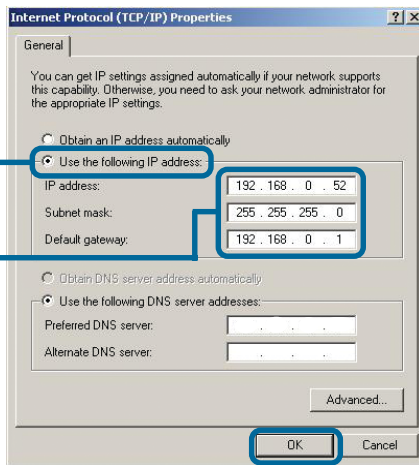 Internet Protocol (TCP/IP) Properties
General
You can get IP settings assigned automatically if your network supports
this capability. Otherwise, you need to ask your network administrator for
the appropriate IP settings.
Obtain an IP address automatically
Use the following IP address:
IP address: 192 . 168 . 0 . 52
Subnet mask: 255 . 255 . 255 . 0
Default gateway: 192 . 168 . 0 . 1
Obtain DNS server address automatically
Use the following DNS server addresses:
Preferred DNS server: . . .
Alternate DNS server: . . .
Advanced...
OK Cancel